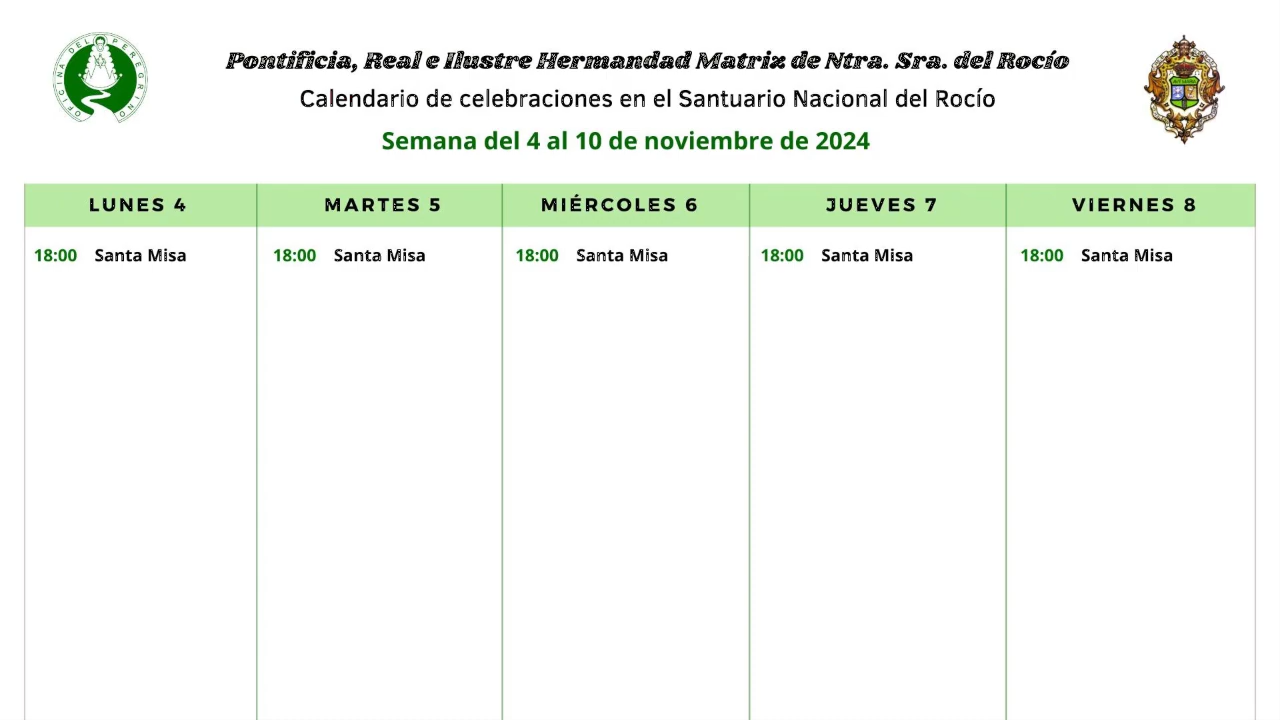 OFICINA DEL PEREGRINO
Pontificia, Real e Ilustre Hermandad Matriz de Ntra. Sra. del Rocío
Calendario de celebraciones en el Santuario Nacional del Rocío
Semana del 4 al 10 de noviembre de 2024
LUNES 4 MARTES 5 MIÉRCOLES 6 JUEVES 7 VIERNES 8
18:00 Santa Misa 18:00 Santa Misa 18:00 Santa Misa 18:00 Santa Misa 18:00 Santa Misa